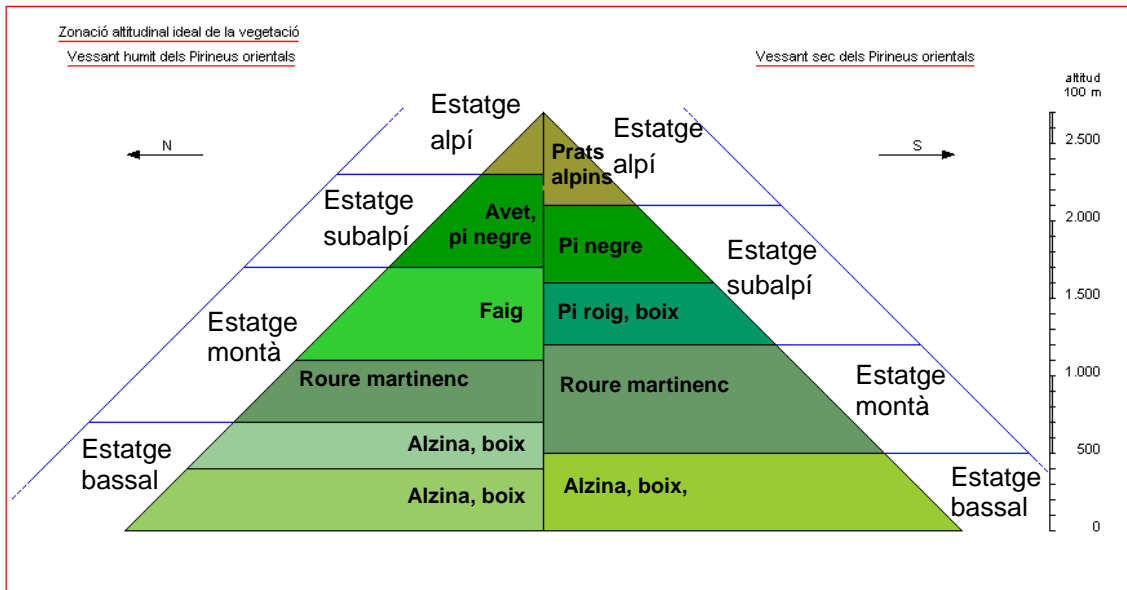 Zonació altitudinal ideal de la vegetació
Vessant humit dels Pirineus orientals
Vessant sec dels Pirineus orientals
altitud
100 m
N
S
Estatge
alpí
Prats
alpins
Estatge
alpí
2.500
Estatge
subalpí
Avet,
pi negre
Pi negre
Estatge
subalpí
2.000
Estatge
montà
Faig
Pi roig, boix
1.500
Roure martinenc
Roure martinenc
Estatge
montà
1.000
Estatge
bassal
Alzina, boix
500
Alzina, boix
Alzina, boix,
Estatge
bassal
0